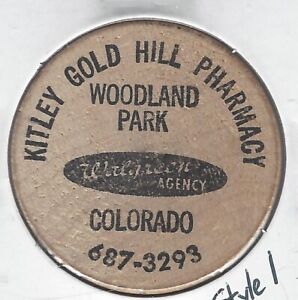 KITLEY GOLD HILL PHARMACY
WOODLAND
PARK
Walgreen
AGENCY
COLORADO
687-3293
Style 1